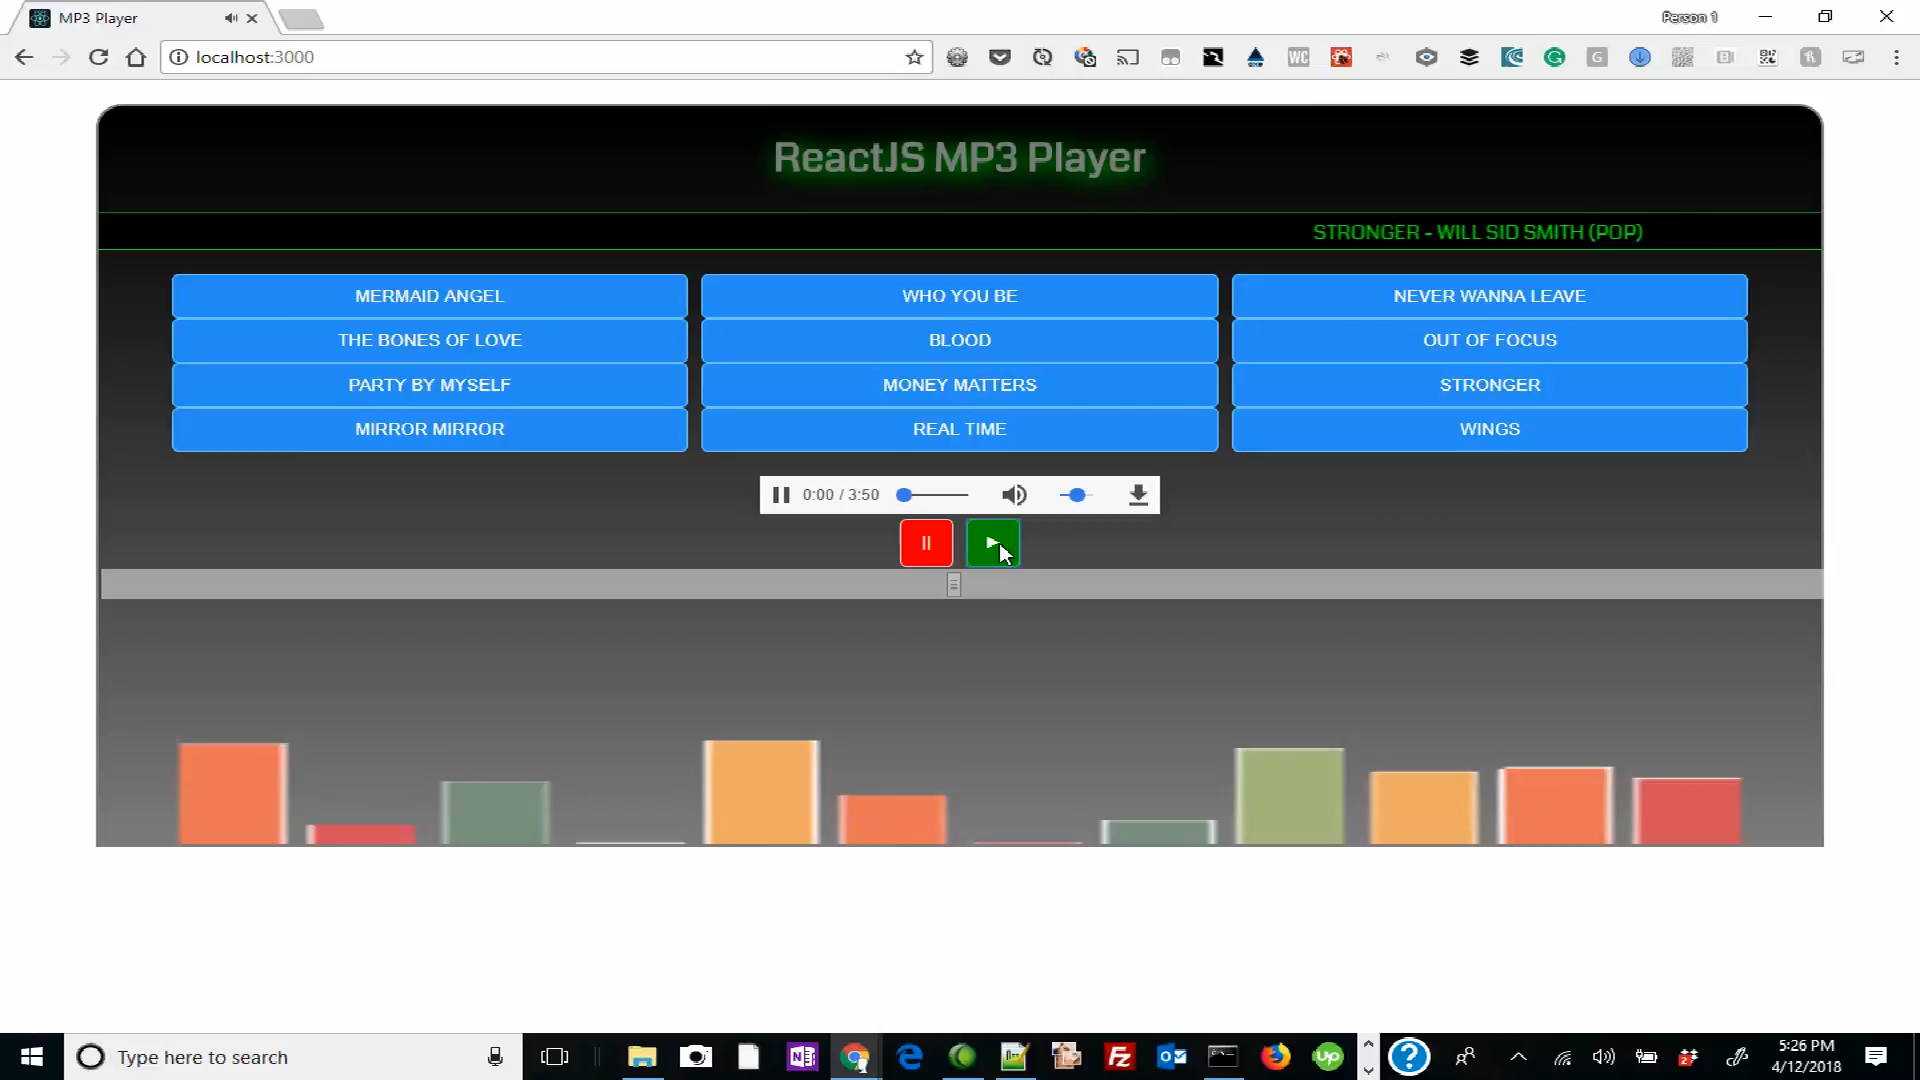 MP3 Player
Person 1
localhost:3000
ReactJS MP3 Player
STRONGER - WILL SID SMITH (POP)
MERMAID ANGEL
WHO YOU BE
NEVER WANNA LEAVE
THE BONES OF LOVE
BLOOD
OUT OF FOCUS
PARTY BY MYSELF
MONEY MATTERS
STRONGER
MIRROR MIRROR
REAL TIME
WINGS
0:00 / 3:50
Type here to search
5:26 PM
4/12/2018